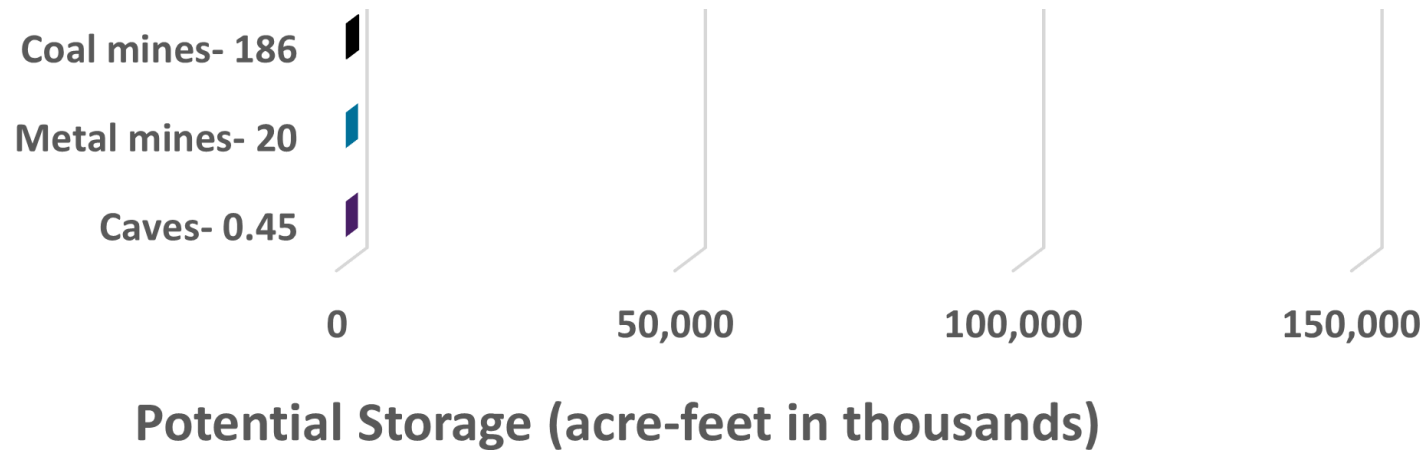 Coal mines- 186
Metal mines- 20
Caves- 0.45
0 50,000 100,000 150,000
Potential Storage (acre-feet in thousands)